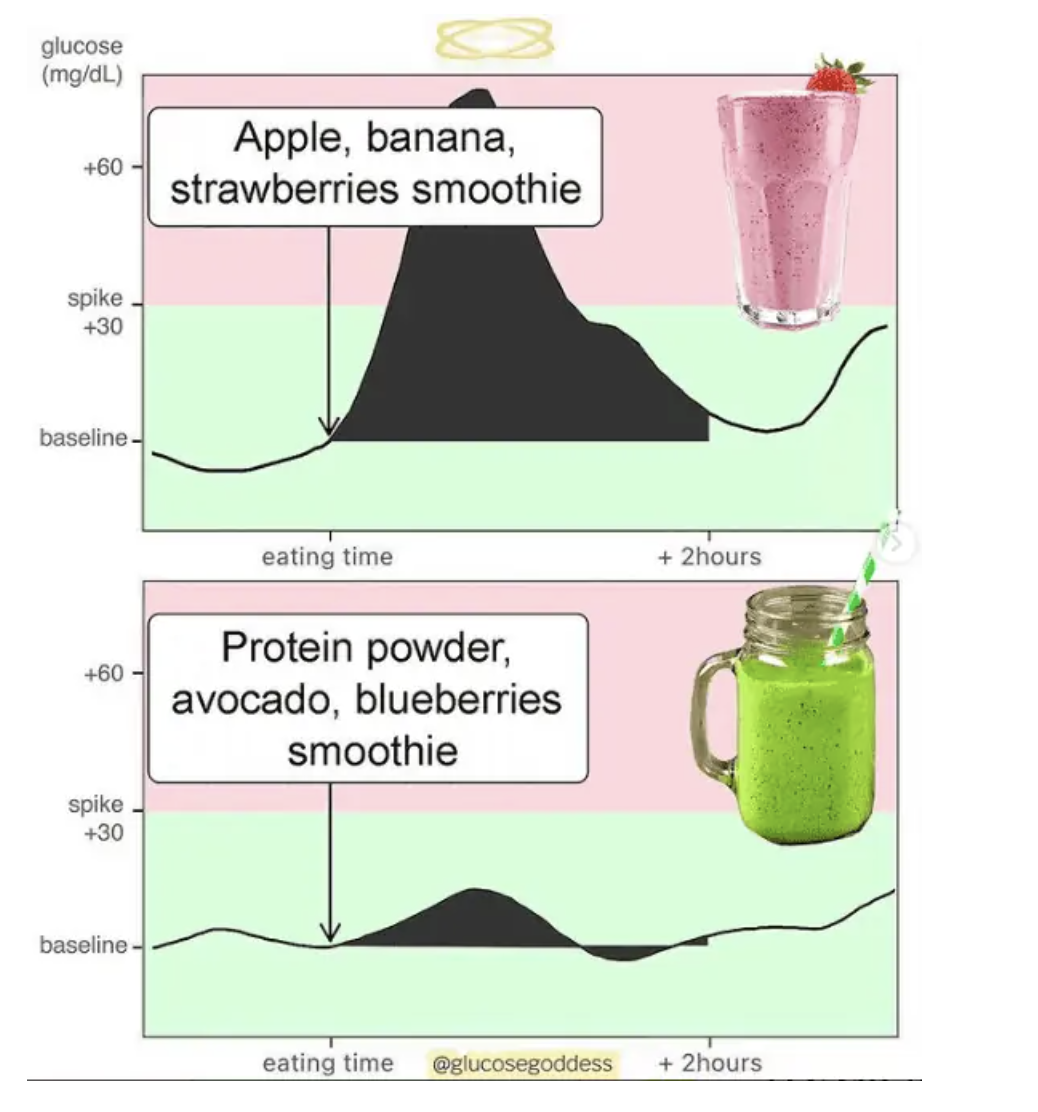 glucose
(mg/dL)
Apple, banana,
strawberries smoothie
+60
spike
+30
baseline
eating time
+ 2hours
Protein powder,
avocado, blueberries
smoothie
+60
spike
+30
baseline
eating time
@glucosegoddess
+ 2hours